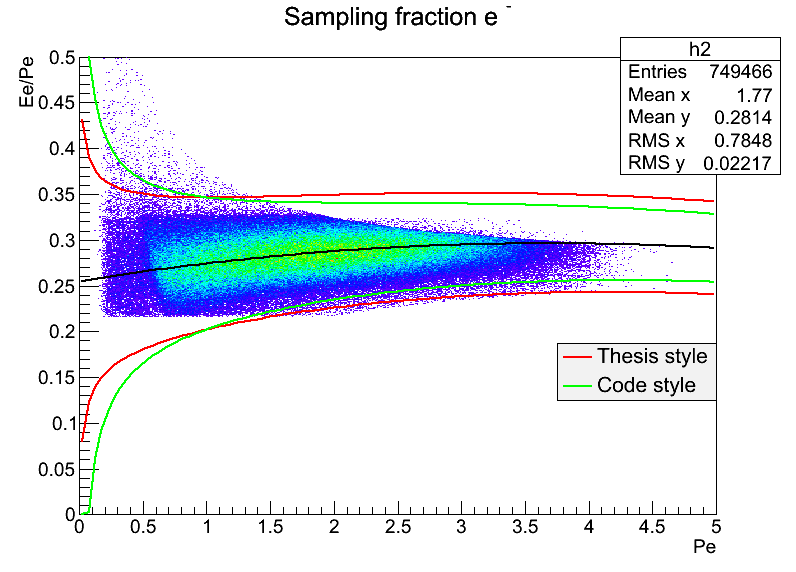 Sampling fraction e -
h2
Entries 749466
Mean x 1.77
Mean y 0.2814
RMS x 0.7848
RMS y 0.02217
Ee/Pe
0.5
0.45
0.4
0.35
0.3
0.25
0.2
0.15
0.1
0.05
0
Thesis style
Code style
0 0.5 1 1.5 2 2.5 3 3.5 4 4.5 5
Pe